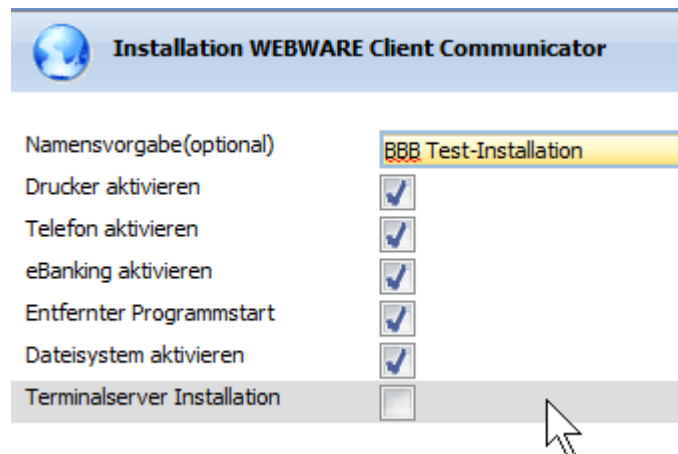 Installation WEBWARE Client Communicator
Namensvorgabe(optional) BBB Test-Installation
Drucker aktivieren
Telefon aktivieren
eBanking aktivieren
Entfernter Programmstart
Dateisystem aktivieren
Terminalserver Installation